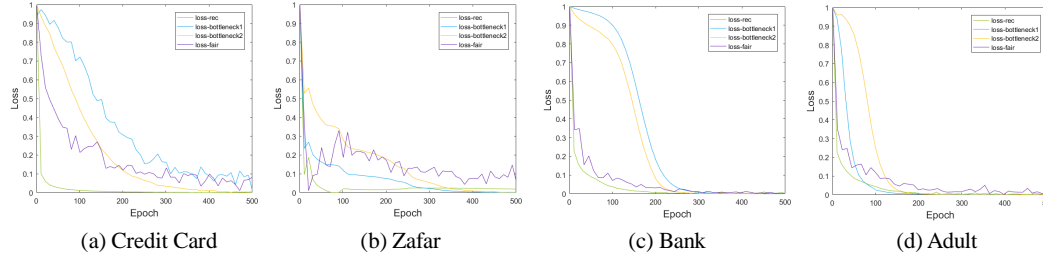 1
0.9
0.8
0.7
0.6
0.5
0.4
0.3
0.2
0.1
0
Loss
0 100 200 300 400 500
Epoch
loss-rec
loss-bottleneck1
loss-bottleneck2
loss-fair
(a) Credit Card
1
0.9
0.8
0.7
0.6
0.5
0.4
0.3
0.2
0.1
0
Loss
0 100 200 300 400 500
Epoch
loss-rec
loss-bottleneck1
loss-bottleneck2
loss-fair
(b) Zafar
1
0.9
0.8
0.7
0.6
0.5
0.4
0.3
0.2
0.1
0
Loss
0 100 200 300 400 500
Epoch
loss-rec
loss-bottleneck1
loss-bottleneck2
loss-fair
(c) Bank
1
0.9
0.8
0.7
0.6
0.5
0.4
0.3
0.2
0.1
0
Loss
0 100 200 300 400
Epoch
loss-rec
loss-bottleneck1
loss-bottleneck2
loss-fair
(d) Adult